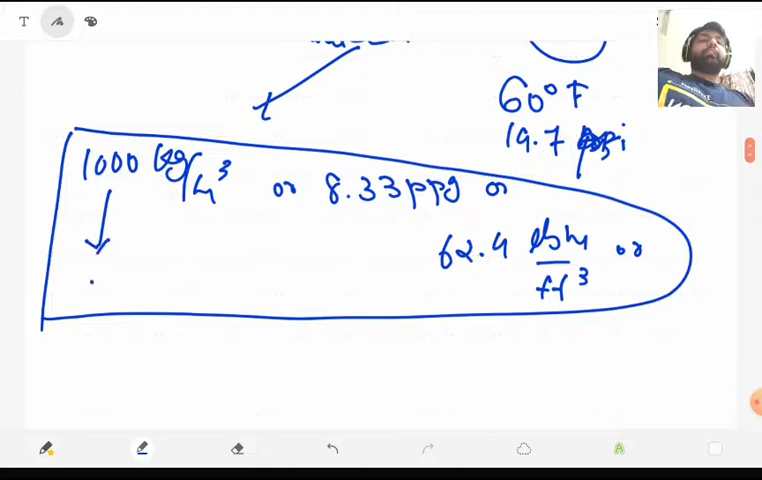 60° F
14.7 psi
1000 kg/m³ or 8.33 ppg or
62.4 lbm/ft³ or